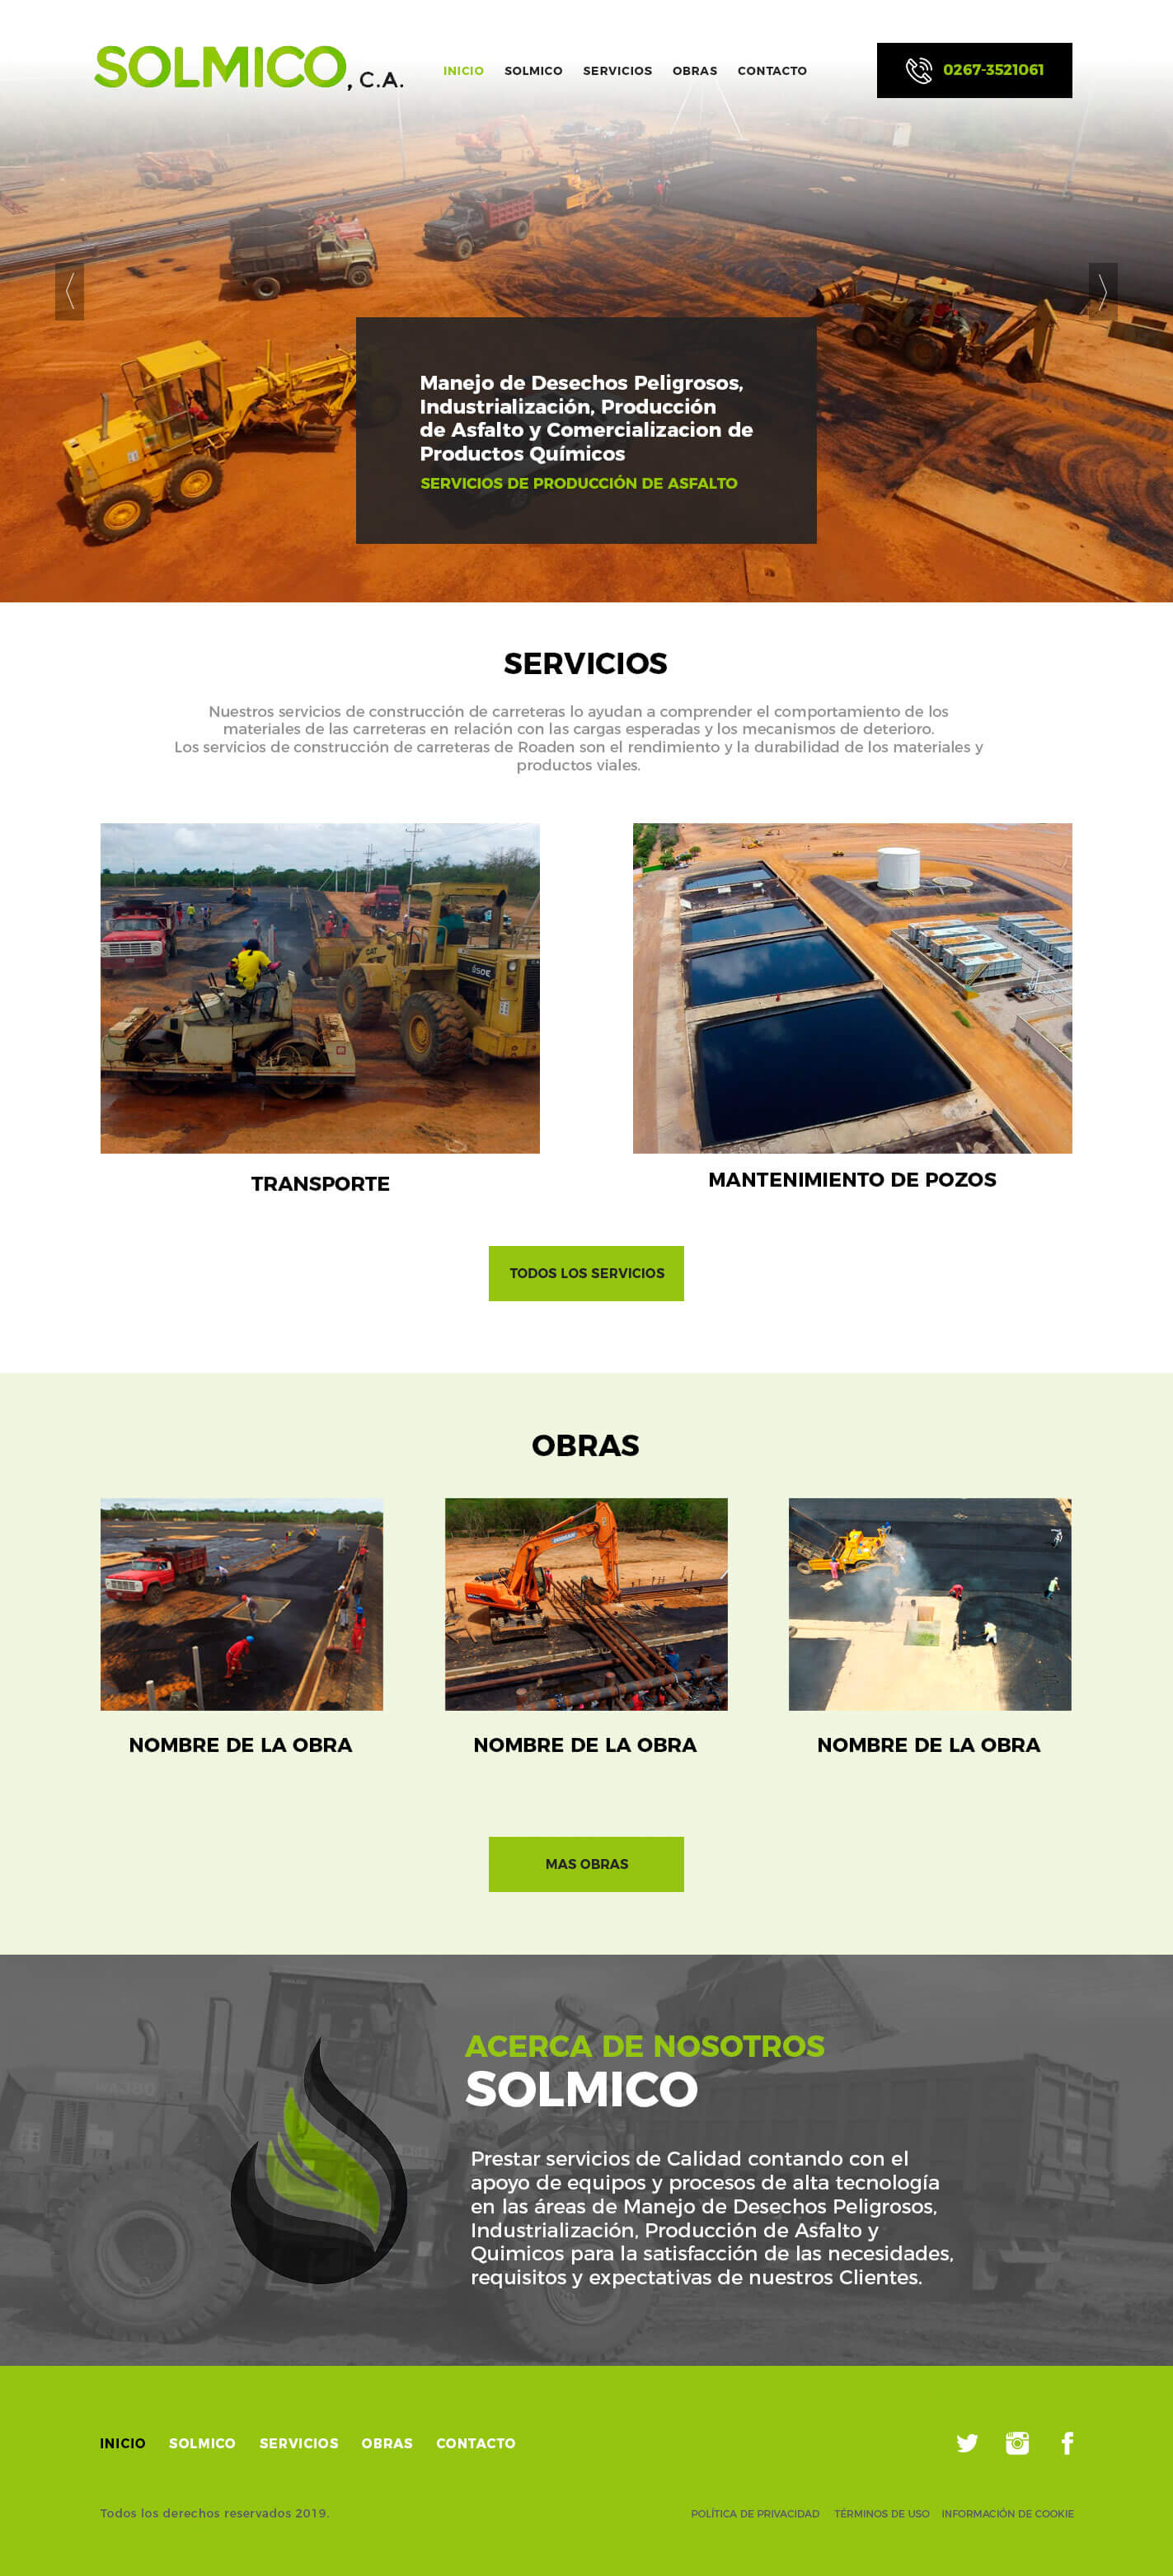 SOLMICO, C.A.
INICIO SOLMICO SERVICIOS OBRAS CONTACTO
0267-3521061
Manejo de Desechos Peligrosos,
Industrialización, Producción
de Asfalto y Comercializacion de
Productos Químicos
SERVICIOS DE PRODUCCIÓN DE ASFALTO
SERVICIOS
Nuestros servicios de construcción de carreteras lo ayudan a comprender el comportamiento de los
materiales de las carreteras en relación con las cargas esperadas y los mecanismos de deterioro.
Los servicios de construcción de carreteras de Roaden son el rendimiento y la durabilidad de los materiales y
productos viales.
CAT
TRANSPORTE
MANTENIMIENTO DE POZOS
TODOS LOS SERVICIOS
OBRAS
DOOSAN
NOMBRE DE LA OBRA
NOMBRE DE LA OBRA
NOMBRE DE LA OBRA
MAS OBRAS
ACERCA DE NOSOTROS
SOLMICO
Prestar servicios de Calidad contando con el
apoyo de equipos y procesos de alta tecnología
en las áreas de Manejo de Desechos Peligrosos,
Industrialización, Producción de Asfalto y
Quimicos para la satisfacción de las necesidades,
requisitos y expectativas de nuestros Clientes.
INICIO SOLMICO SERVICIOS OBRAS CONTACTO
Todos los derechos reservados 2019.
POLÍTICA DE PRIVACIDAD TÉRMINOS DE USO INFORMACIÓN DE COOKIE